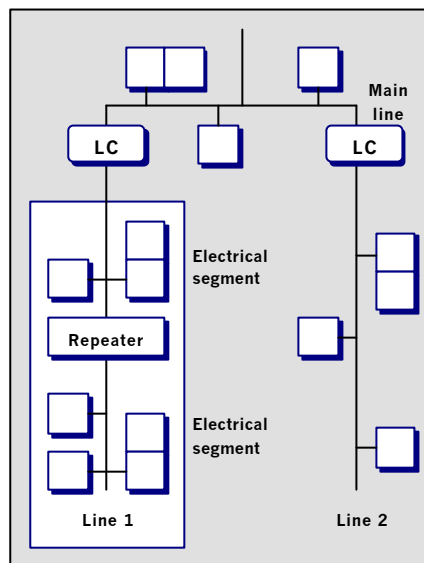 Main
line
LC
LC
Electrical
segment
Repeater
Electrical
segment
Line 1
Line 2